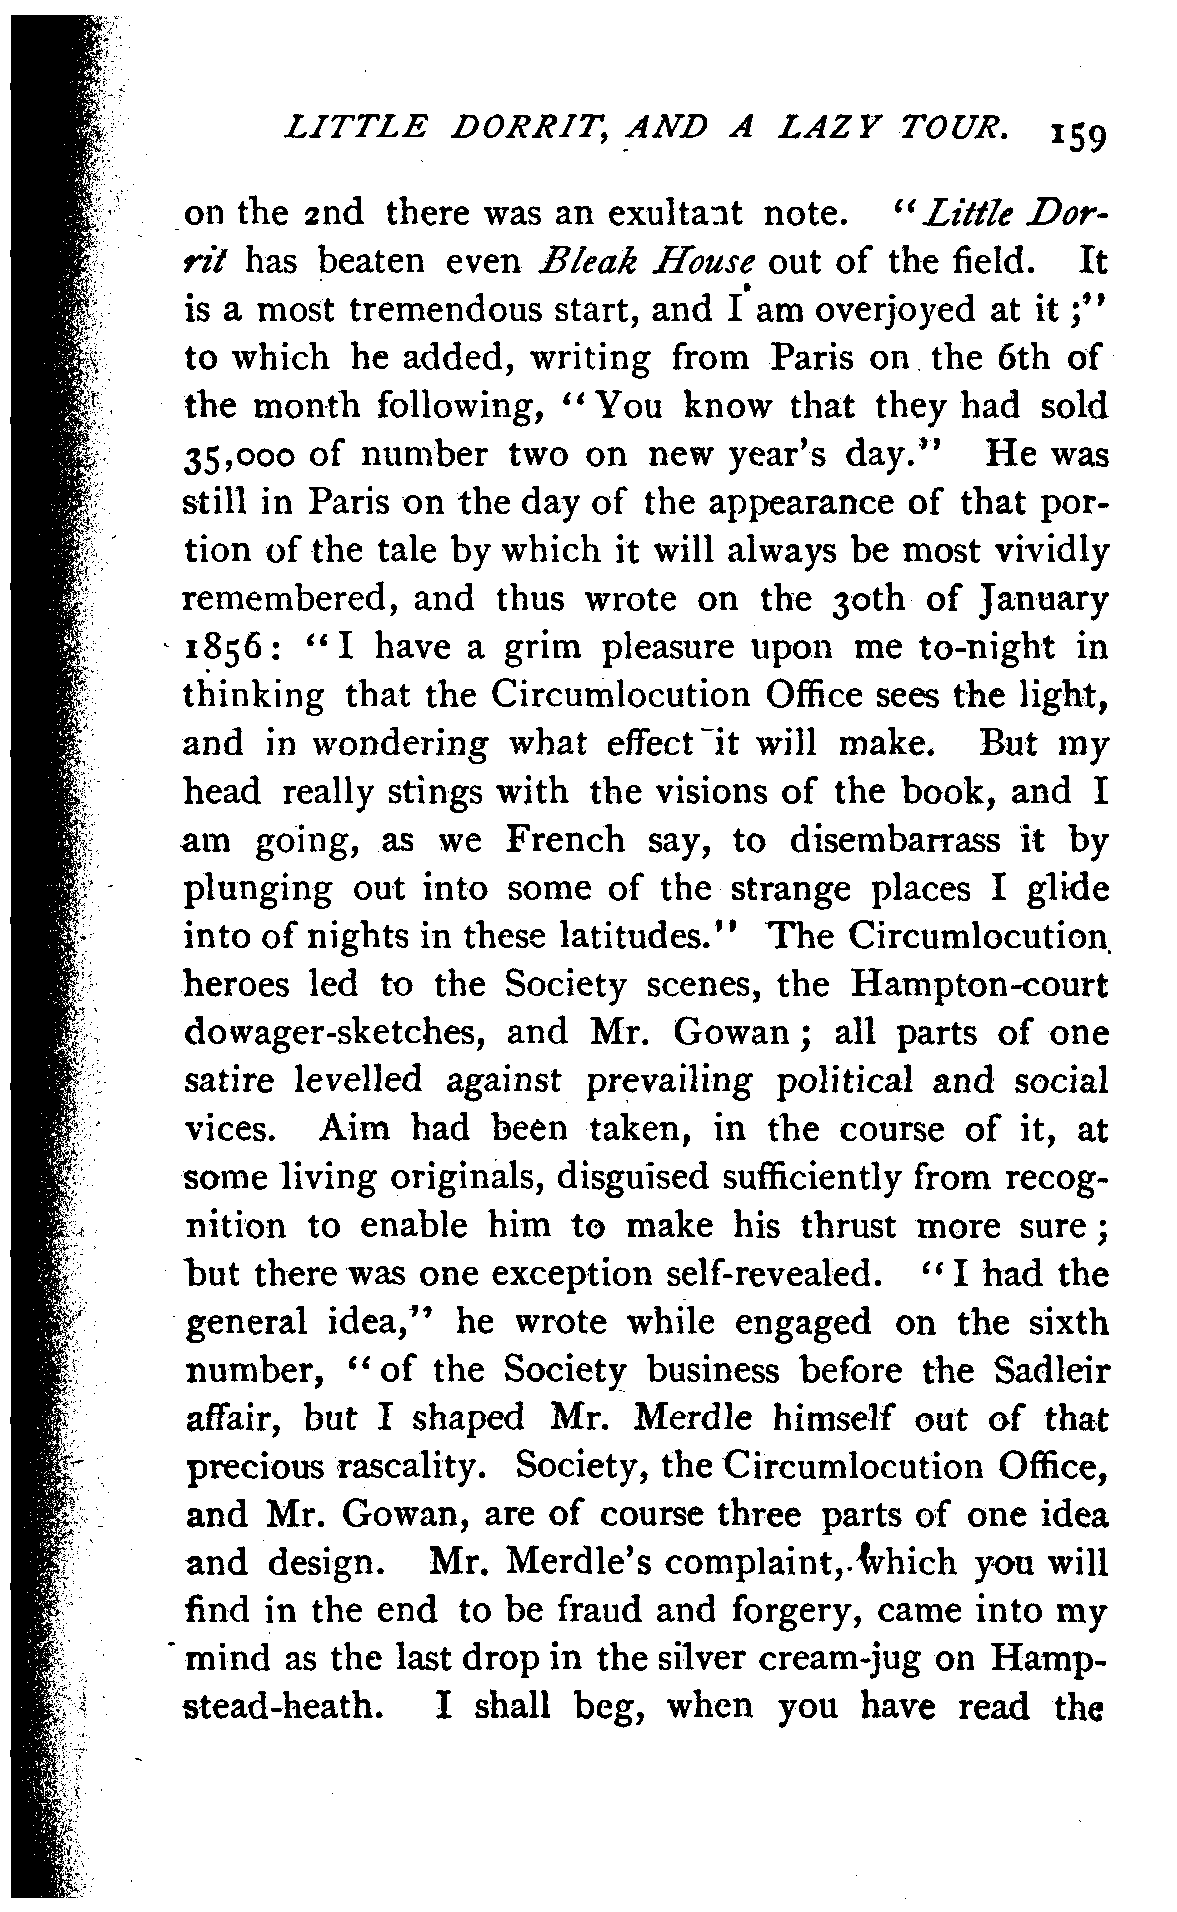 LITTLE DORRIT, AND A LAZY TOUR. 159
on the 2nd there was an exultant note. "Little Dor-
rit has beaten even Bleak House out of the field. It
is a most tremendous start, and I am overjoyed at it;"
to which he added, writing from Paris on the 6th of
the month following, "You know that they had sold
35,000 of number two on new year's day." He was
still in Paris on the day of the appearance of that por-
tion of the tale by which it will always be most vividly
remembered, and thus wrote on the 30th of January
1856: "I have a grim pleasure upon me to-night in
thinking that the Circumlocution Office sees the light,
and in wondering what effect it will make. But my
head really stings with the visions of the book, and I
am going, as we French say, to disembarrass it by
plunging out into some of the strange places I glide
into of nights in these latitudes." The Circumlocution
heroes led to the Society scenes, the Hampton-court
dowager-sketches, and Mr. Gowan; all parts of one
satire levelled against prevailing political and social
vices. Aim had been taken, in the course of it, at
some living originals, disguised sufficiently from recog-
nition to enable him to make his thrust more sure;
but there was one exception self-revealed. "I had the
general idea," he wrote while engaged on the sixth
number, "of the Society business before the Sadleir
affair, but I shaped Mr. Merdle himself out of that
precious rascality. Society, the Circumlocution Office,
and Mr. Gowan, are of course three parts of one idea
and design. Mr. Merdle's complaint, which you will
find in the end to be fraud and forgery, came into my
mind as the last drop in the silver cream-jug on Hamp-
stead-heath. I shall beg, when you have read the